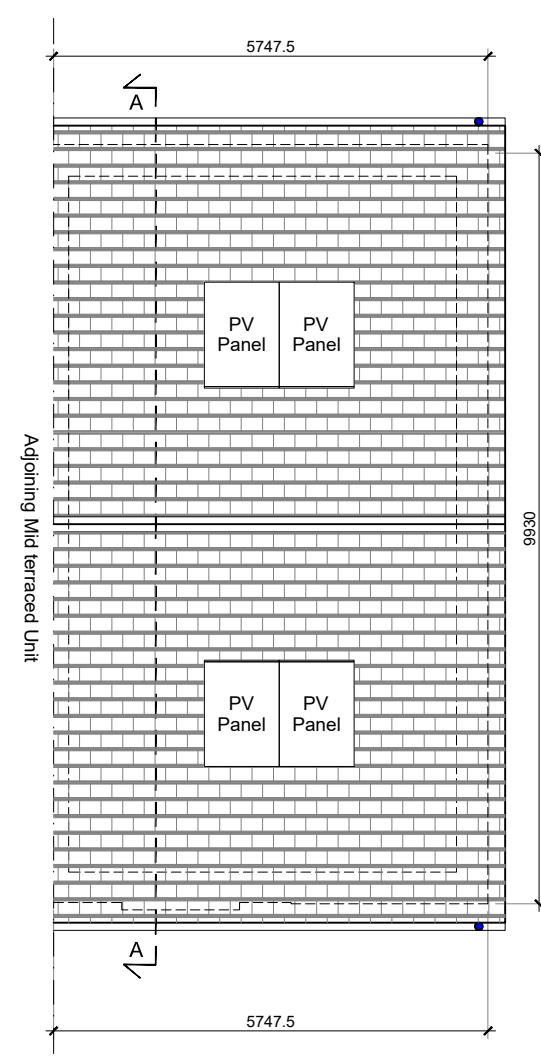 5747.5
A
PV
Panel
PV
Panel
Adjoining Mid terraced Unit
9930
PV
Panel
PV
Panel
A
5747.5